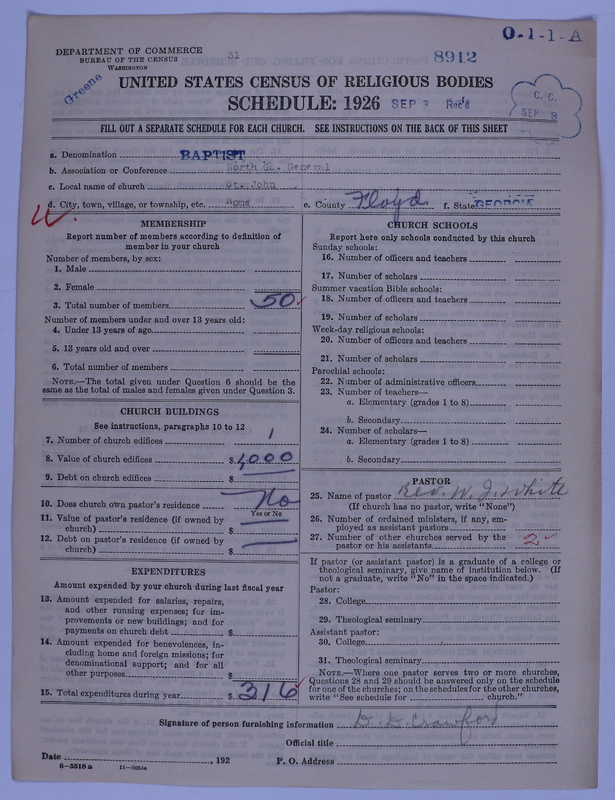 O-1-1-A
DEPARTMENT OF COMMERCE
BUREAU OF THE CENSUS
WASHINGTON
31
8912
Greene
UNITED STATES CENSUS OF RELIGIOUS BODIES
SCHEDULE: 1926
SEP 3 Rec'd
C. C.
SEP 3
FILL OUT A SEPARATE SCHEDULE FOR EACH CHURCH. SEE INSTRUCTIONS ON THE BACK OF THIS SHEET
a. Denomination BAPTIST
b. Association or Conference North Ga. General
c. Local name of church St. John
d. City, town, village, or township, etc. Rome e. County Floyd f. State GEORGIA
W.
MEMBERSHIP
Report number of members according to definition of
member in your church
Number of members, by sex:
1. Male
2. Female
3. Total number of members 50
Number of members under and over 13 years old:
4. Under 13 years of age
5. 13 years old and over
6. Total number of members
NOTE.—The total given under Question 6 should be the
same as the total of males and females given under Question 3.
CHURCH BUILDINGS
See instructions, paragraphs 10 to 12
7. Number of church edifices 1
8. Value of church edifices $ 4,000
9. Debt on church edifices $
10. Does church own pastor's residence No
Yes or No
11. Value of pastor's residence (if owned by
church) $
12. Debt on pastor's residence (if owned by
church) $
EXPENDITURES
Amount expended by your church during last fiscal year
13. Amount expended for salaries, repairs,
and other running expenses; for im-
provements or new buildings; and for
payments on church debt $
14. Amount expended for benevolences, in-
cluding home and foreign missions; for
denominational support; and for all
other purposes $
15. Total expenditures during year $ 316
CHURCH SCHOOLS
Report here only schools conducted by this church
Sunday schools:
16. Number of officers and teachers
17. Number of scholars
Summer vacation Bible schools:
18. Number of officers and teachers
19. Number of scholars
Week-day religious schools:
20. Number of officers and teachers
21. Number of scholars
Parochial schools:
22. Number of administrative officers
23. Number of teachers—
a. Elementary (grades 1 to 8)
b. Secondary
24. Number of scholars—
a. Elementary (grades 1 to 8)
b. Secondary
PASTOR
25. Name of pastor Rev. W. J. White
(If church has no pastor, write "None")
26. Number of ordained ministers, if any, em-
ployed as assistant pastors
27. Number of other churches served by the
pastor or his assistants 2
If pastor (or assistant pastor) is a graduate of a college or
theological seminary, give name of institution below. (If
not a graduate, write "No" in the space indicated.)
Pastor:
28. College
29. Theological seminary
Assistant pastor:
30. College
31. Theological seminary
NOTE.—Where one pastor serves two or more churches,
Questions 28 and 29 should be answered only on the schedule
for one of the churches; on the schedules for the other churches,
write "See schedule for church."
Signature of person furnishing information D. D. Crawford
Official title
Date , 192 P. O. Address
8—5518a 11—9054a